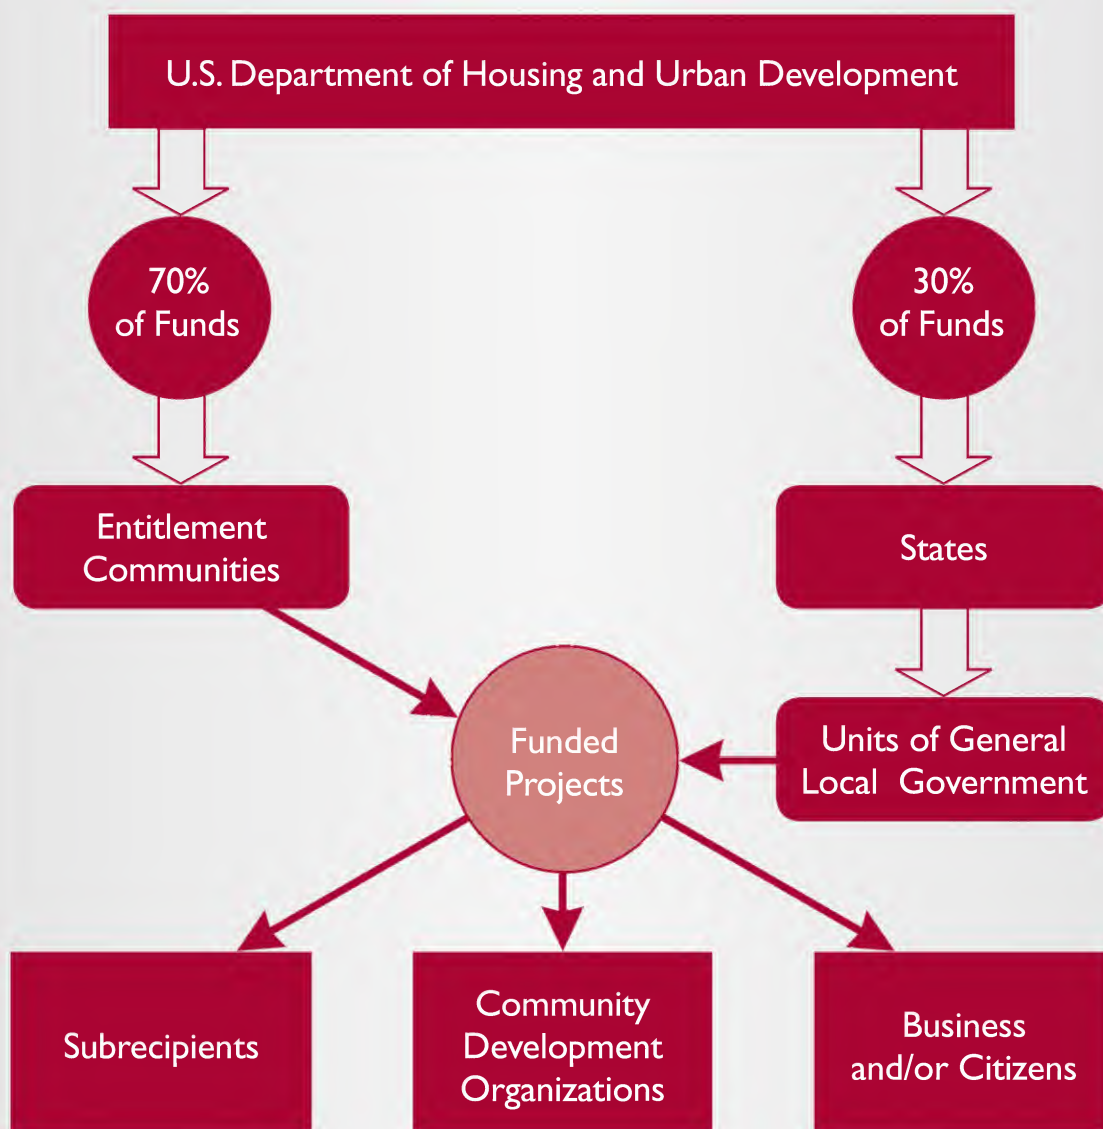 U.S. Department of Housing and Urban Development
70%
of Funds
30%
of Funds
Entitlement
Communities
States
Funded
Projects
Units of General
Local Government
Subrecipients
Community
Development
Organizations
Business
and/or Citizens